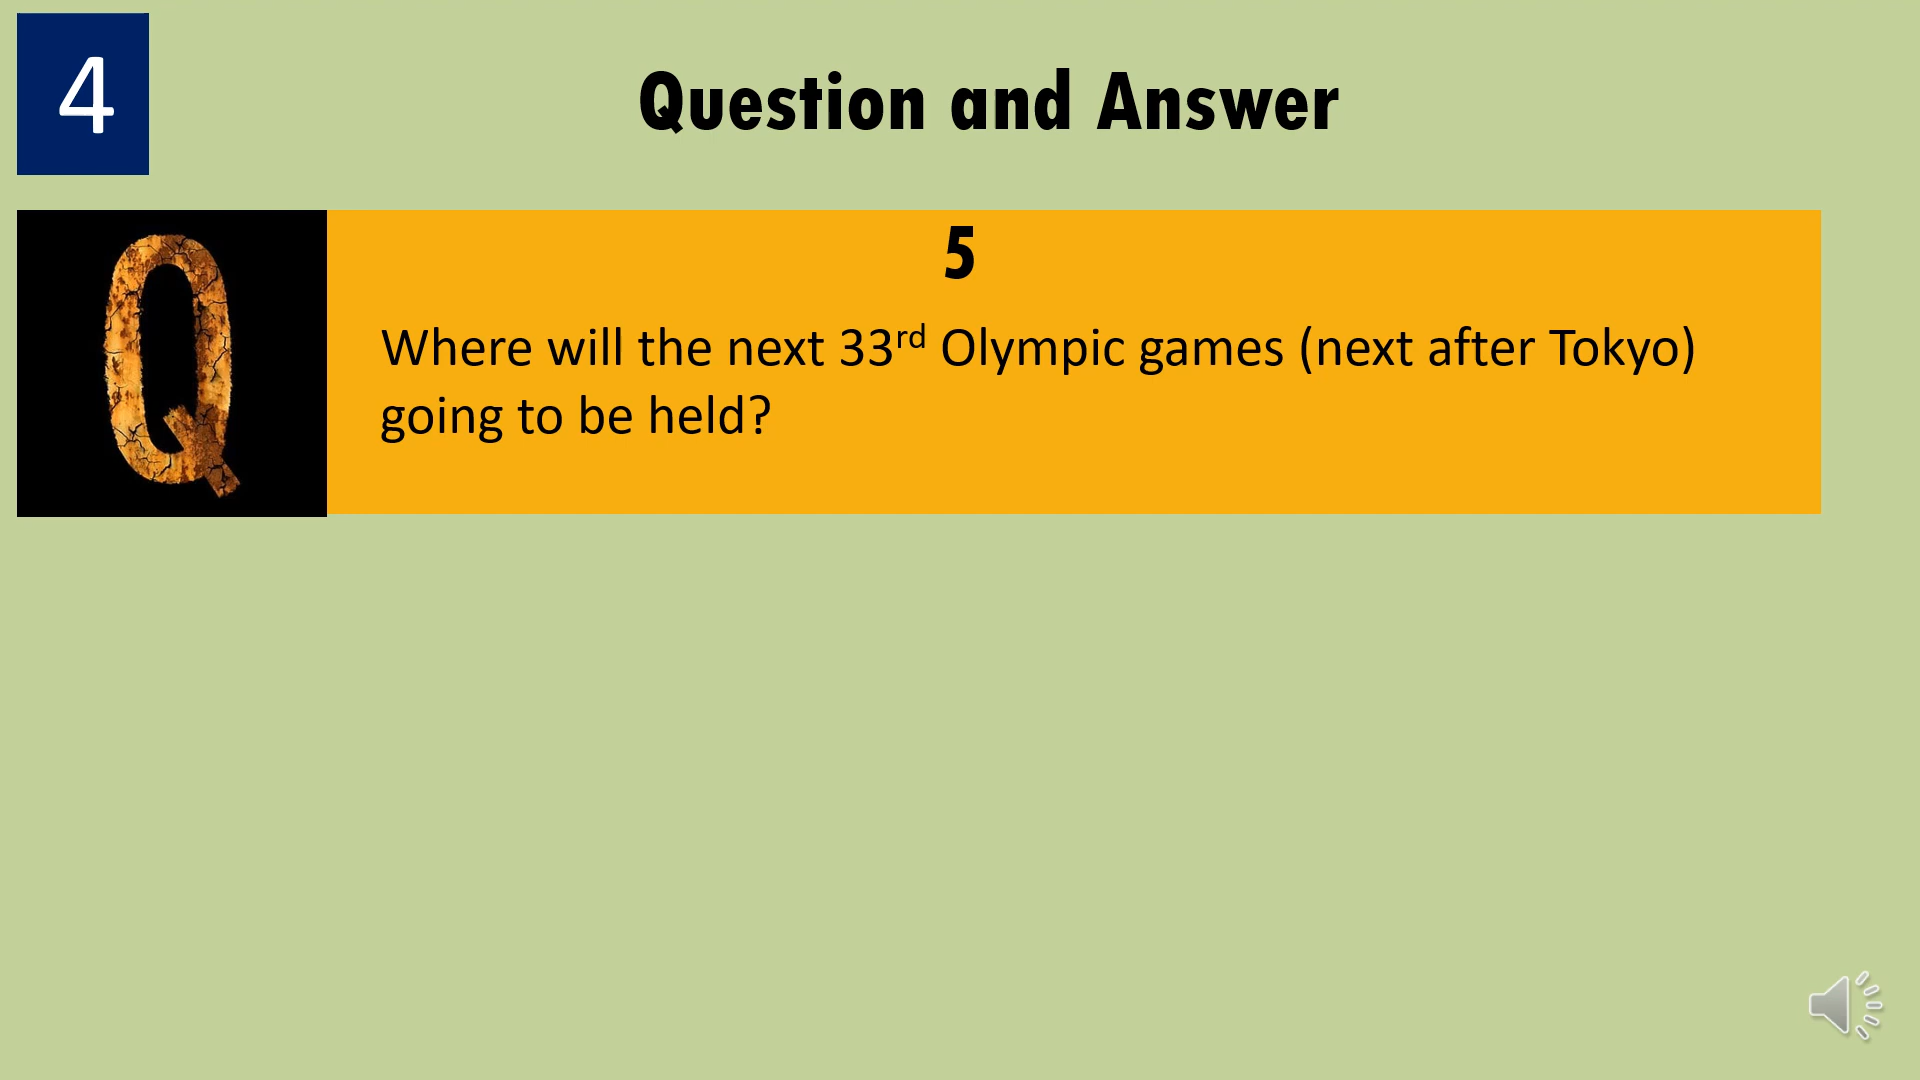 4
Question and Answer
Q
5
Where will the next 33rd Olympic games (next after Tokyo)
going to be held?